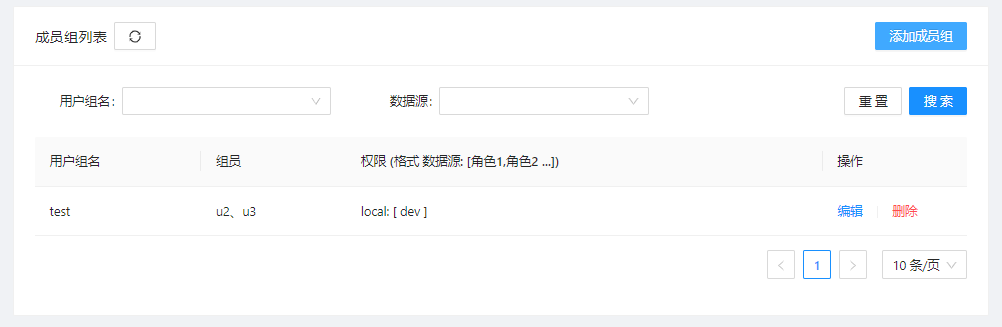 成员组列表
添加成员组
用户组名:
数据源:
重 置
搜 索
用户组名
组员
权限 (格式 数据源: [角色1,角色2 ...])
操作
test
u2、u3
local: [ dev ]
编辑
删除
1
10 条/页